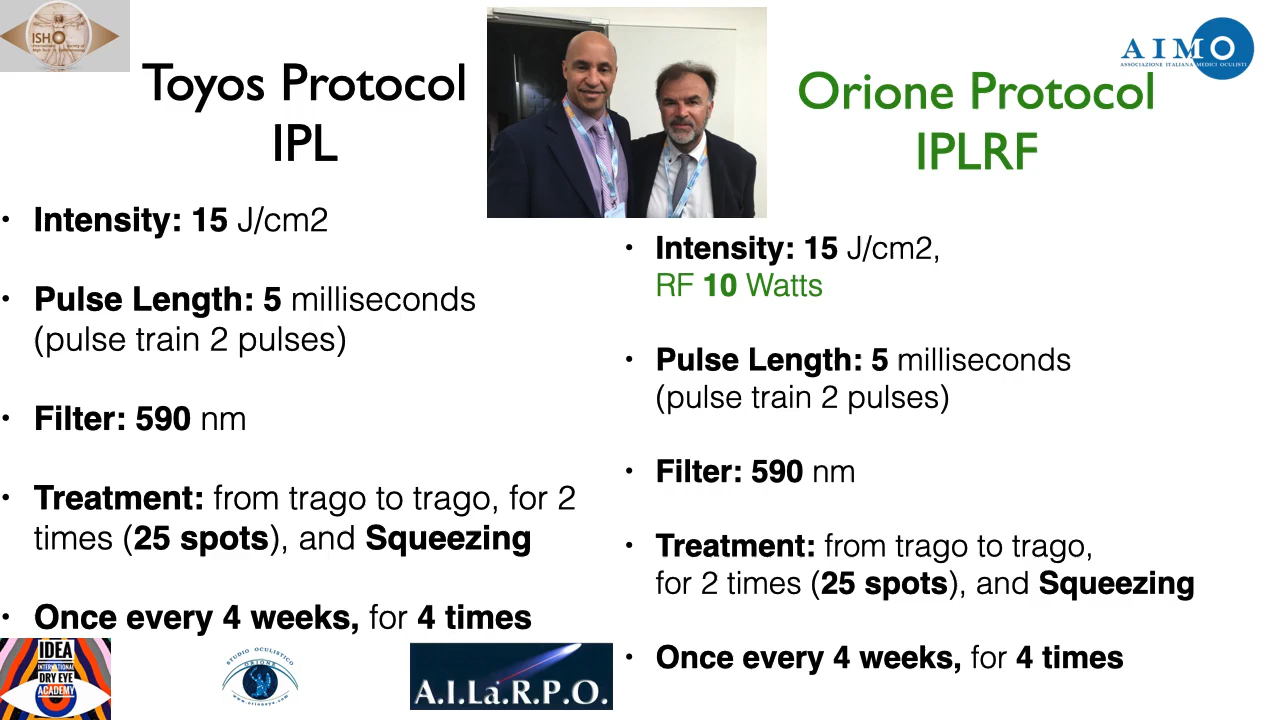 ISHO
Toyos Protocol
IPL
• Intensity: 15 J/cm2
• Pulse Length: 5 milliseconds
(pulse train 2 pulses)
• Filter: 590 nm
• Treatment: from trago to trago, for 2
times (25 spots), and Squeezing
• Once every 4 weeks, for 4 times
AIMO
ASSOCIAZIONE ITALIANA MEDICI OCULISTI
Orione Protocol
IPLRF
• Intensity: 15 J/cm2,
RF 10 Watts
• Pulse Length: 5 milliseconds
(pulse train 2 pulses)
• Filter: 590 nm
• Treatment: from trago to trago,
for 2 times (25 spots), and Squeezing
• Once every 4 weeks, for 4 times
IDEA
INTERNATIONAL
DRY EYE
ACADEMY
STUDIO OCULISTICO
ORIONE
www.orioneye.com
A.I.La.R.P.O.